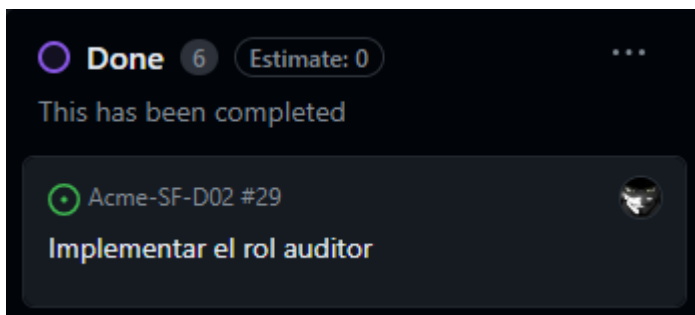 Done 6 Estimate: 0
This has been completed
Acme-SF-D02 #29
Implementar el rol auditor